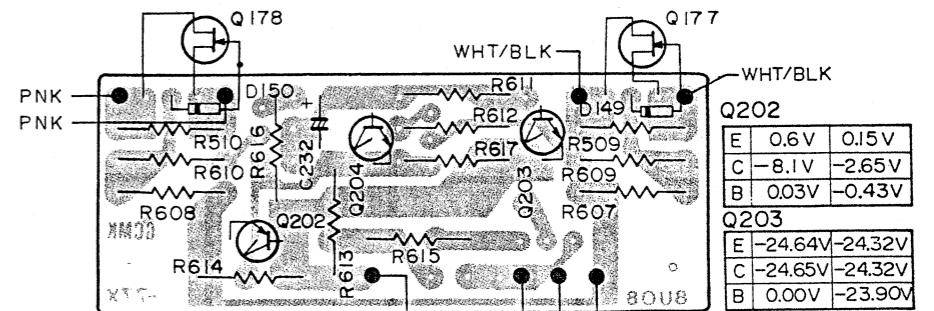 Q178
Q177
WHT/BLK
WHT/BLK
PNK
PNK
D150
R611
D149
R510
R616
C232
+
R612
R509
R610
R617
R609
R608
Q204
Q203
R607
Q202
R614
R613
R615
80U8
Q202
E 0.6V 0.15V
C -8.1V -2.65V
B 0.03V -0.43V
Q203
E -24.64V -24.32V
C -24.65V -24.32V
B 0.00V -23.90V